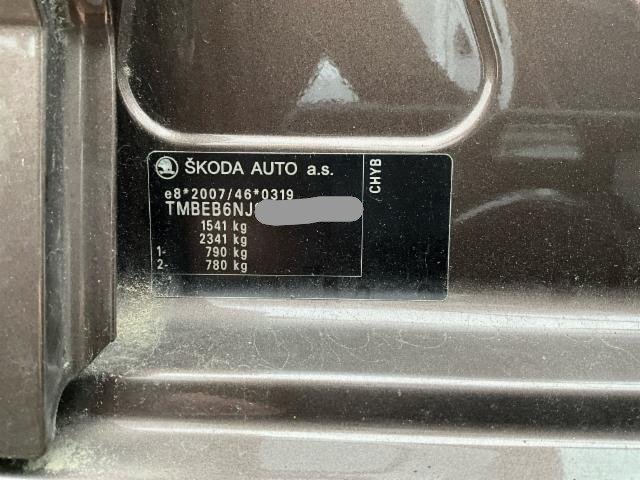 ŠKODA AUTO a.s.
e8*2007/46*0319
TMBEB6NJ
1541 kg
2341 kg
1- 790 kg
2- 780 kg
CHYB